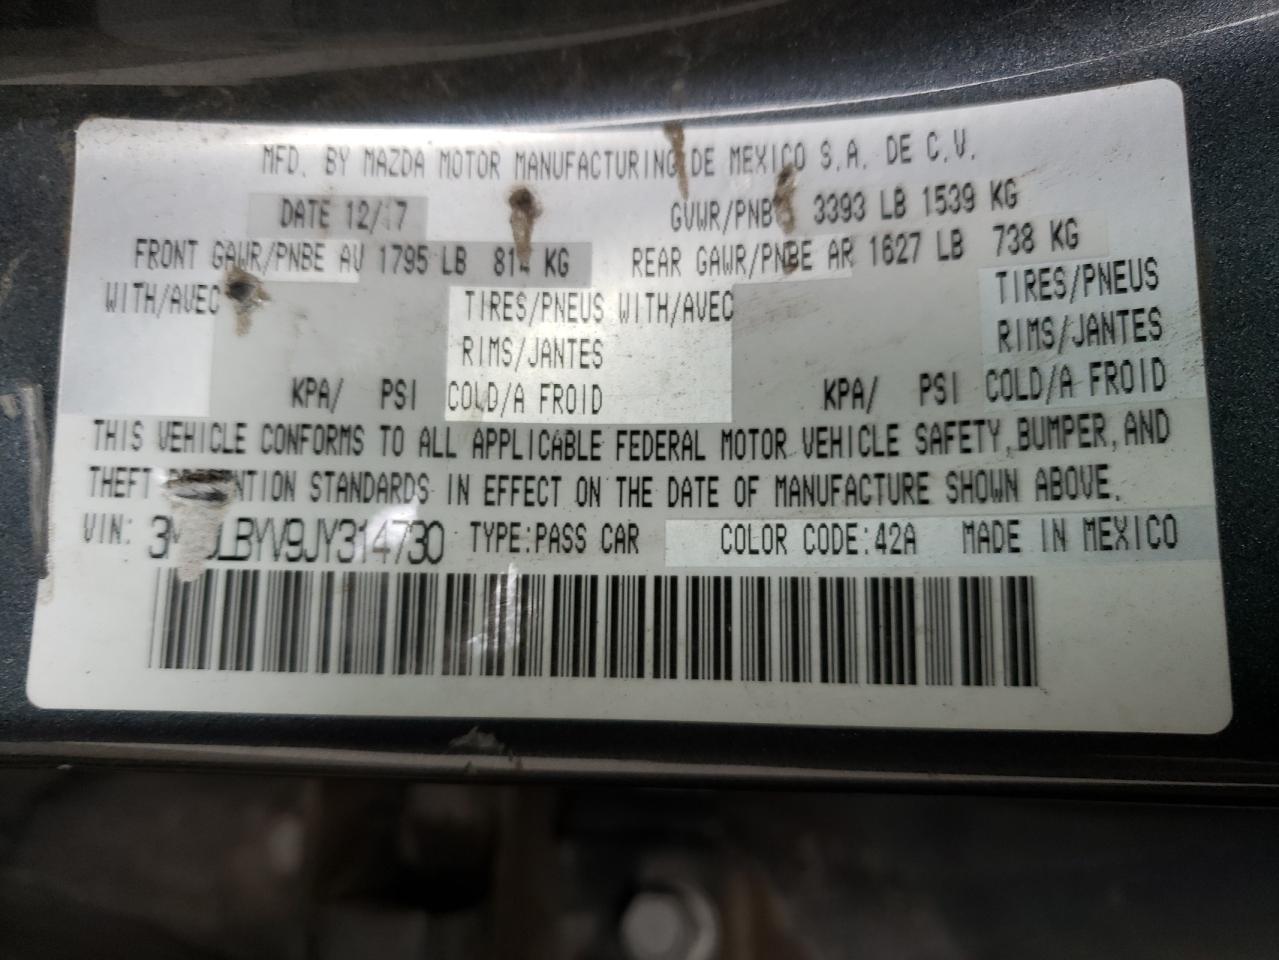 MFD. BY MAZDA MOTOR MANUFACTURING DE MEXICO S.A. DE C.V.
DATE 12/17 GVWR/PNBV 3393 LB 1539 KG
FRONT GAWR/PNBE AV 1795 LB 814 KG REAR GAWR/PNBE AR 1627 LB 738 KG
WITH/AVEC TIRES/PNEUS WITH/AVEC TIRES/PNEUS
RIMS/JANTES RIMS/JANTES
KPA/ PSI COLD/A FROID KPA/ PSI COLD/A FROID
THIS VEHICLE CONFORMS TO ALL APPLICABLE FEDERAL MOTOR VEHICLE SAFETY, BUMPER, AND
THEFT PREVENTION STANDARDS IN EFFECT ON THE DATE OF MANUFACTURE SHOWN ABOVE.
VIN: TYPE:PASS CAR COLOR CODE:42A MADE IN MEXICO